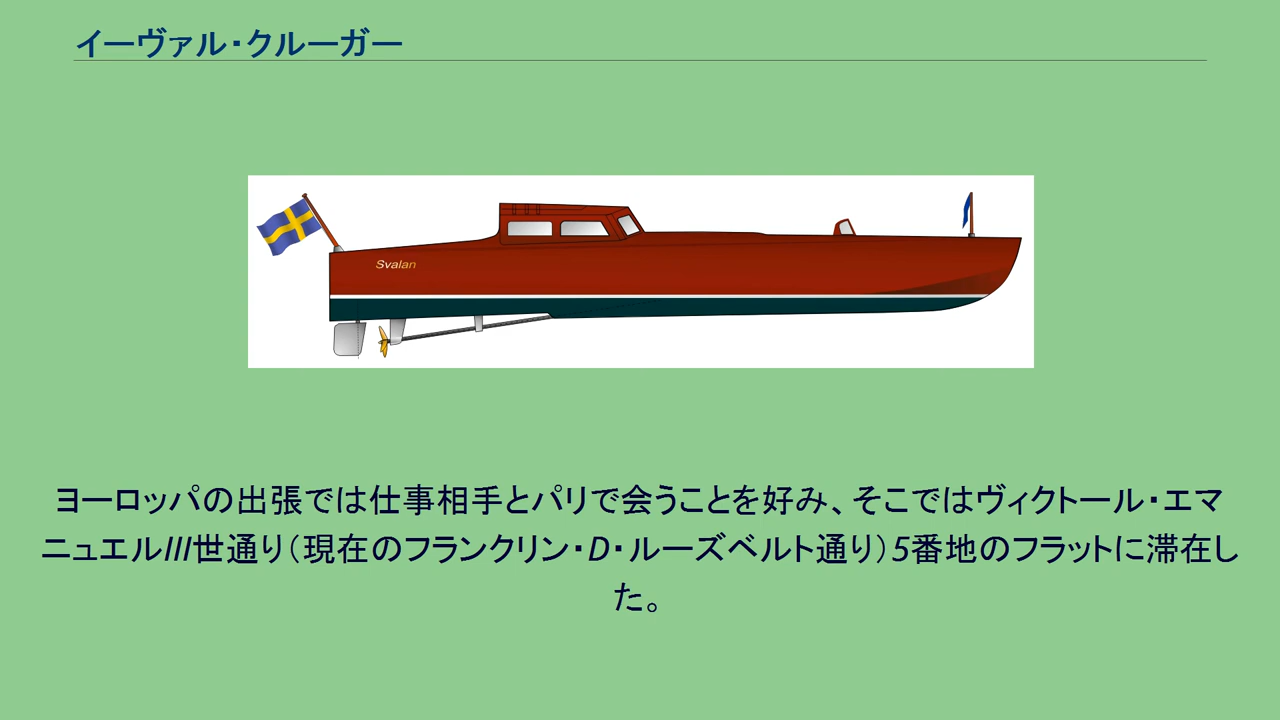 イーヴァル・クルーガー
Svalan
ヨーロッパの出張では仕事相手とパリで会うことを好み、そこではヴィクトール・エマ
ニュエルIII世通り（現在のフランクリン・D・ルーズベルト通り）5番地のフラットに滞在し
た。